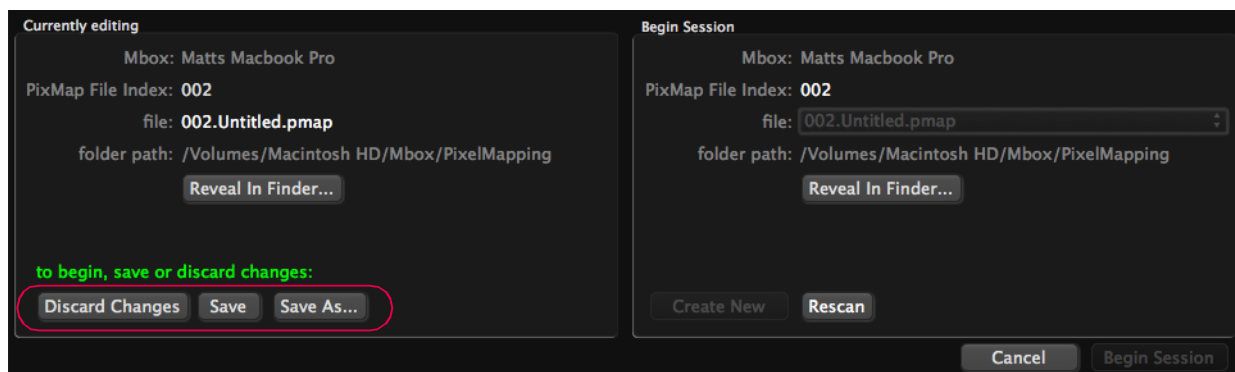 Currently editing
Mbox: Matts Macbook Pro
PixMap File Index: 002
file: 002.Untitled.pmap
folder path: /Volumes/Macintosh HD/Mbox/PixelMapping
Reveal In Finder...
to begin, save or discard changes:
Discard Changes Save Save As...
Begin Session
Mbox: Matts Macbook Pro
PixMap File Index: 002
file: 002.Untitled.pmap
folder path: /Volumes/Macintosh HD/Mbox/PixelMapping
Reveal In Finder...
Create New Rescan
Cancel Begin Session